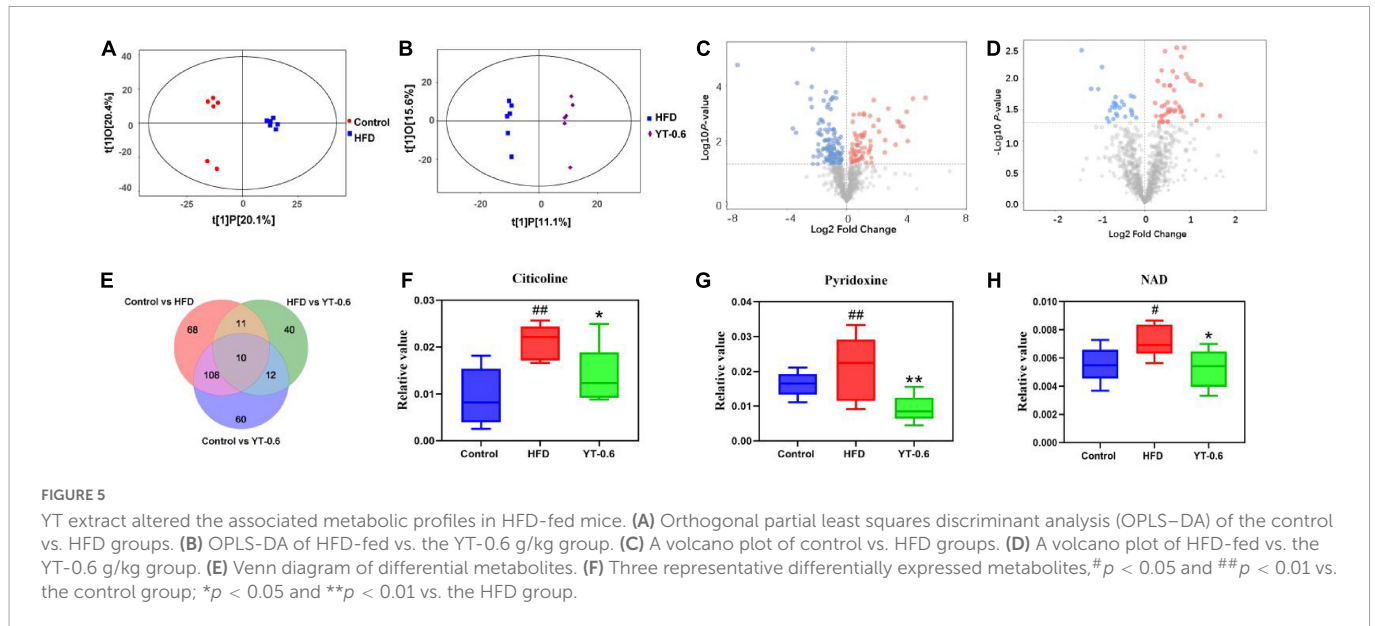 A
40
20
0
-20
-40
t[1]O[20.4%]
-25
0
25
t[1]P[20.1%]
Control
HFD
B
20
0
-20
t[1]O[15.6%]
-20
0
20
t[1]P[11.1%]
HFD
YT-0.6
C
4
2
0
Log10P-value
-8
-4
0
4
8
Log2 Fold Change
D
2.5
2.0
1.5
1.0
0.5
0.0
-Log10 P-value
-2
-1
0
1
2
Log2 Fold Change
E
Control vs HFD
HFD vs YT-0.6
68
11
40
10
108
12
60
Control vs YT-0.6
F
Citicoline
0.03
0.02
0.01
0.00
Relative value
##
*
Control HFD YT-0.6
G
Pyridoxine
0.04
0.03
0.02
0.01
0.00
Relative value
##
**
Control HFD YT-0.6
H
NAD
0.010
0.008
0.006
0.004
0.002
0.000
Relative value
#
*
Control HFD YT-0.6
FIGURE 5
YT extract altered the associated metabolic profiles in HFD-fed mice. (A) Orthogonal partial least squares discriminant analysis (OPLS–DA) of the control
vs. HFD groups. (B) OPLS-DA of HFD-fed vs. the YT-0.6 g/kg group. (C) A volcano plot of control vs. HFD groups. (D) A volcano plot of HFD-fed vs. the
YT-0.6 g/kg group. (E) Venn diagram of differential metabolites. (F) Three representative differentially expressed metabolites,#p < 0.05 and ##p < 0.01 vs.
the control group; *p < 0.05 and **p < 0.01 vs. the HFD group.